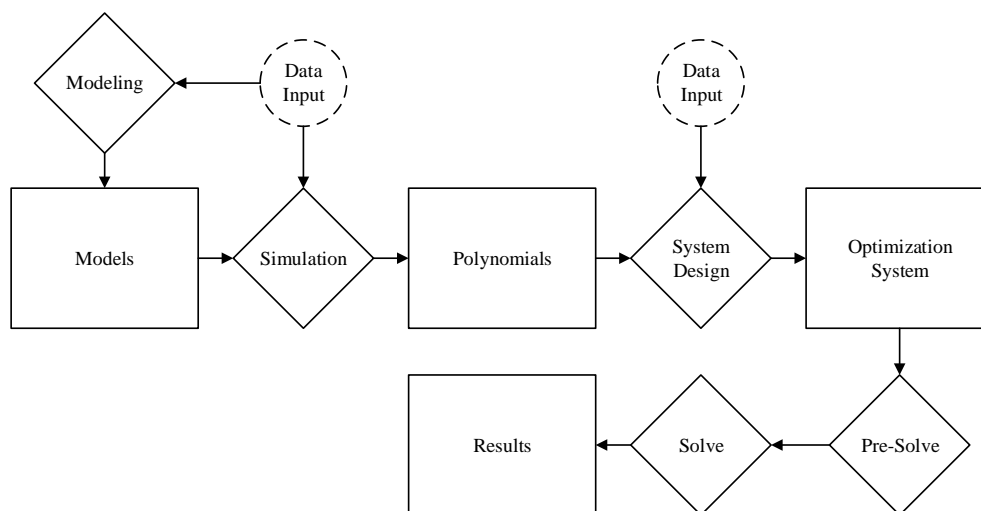 Modeling
Data
Input
Data
Input
Models
Simulation
Polynomials
System
Design
Optimization
System
Results
Solve
Pre-Solve